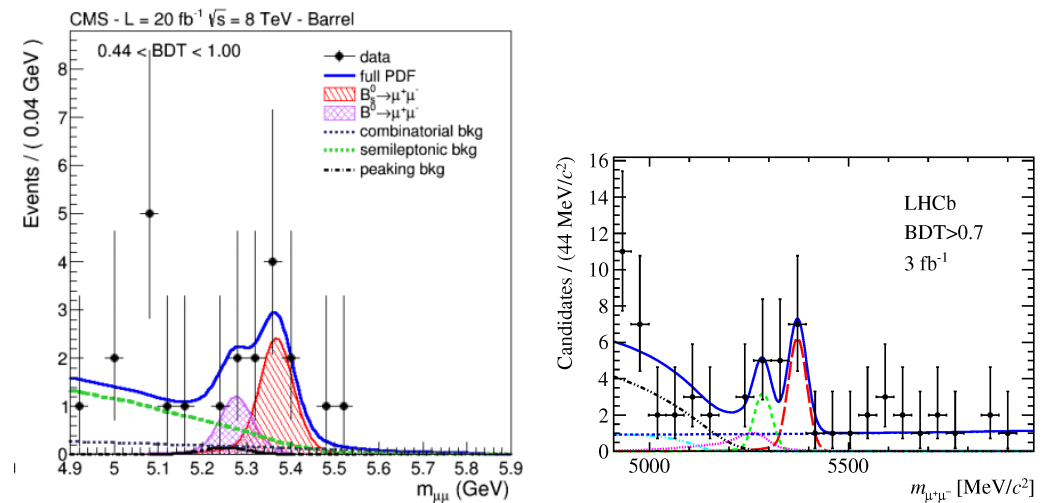 CMS - L = 20 fb⁻¹ √s = 8 TeV - Barrel
0.44 < BDT < 1.00
data
full PDF
B⁰ₛ→μ⁺μ⁻
B⁰→μ⁺μ⁻
combinatorial bkg
semileptonic bkg
peaking bkg
Events / ( 0.04 GeV)
8
7
6
5
4
3
2
1
0
4.9 5 5.1 5.2 5.3 5.4 5.5 5.6 5.7 5.8 5.9
m_μμ (GeV)
LHCb
BDT>0.7
3 fb⁻¹
Candidates / (44 MeV/c²)
16
14
12
10
8
6
4
2
0
5000 5500
m_μ⁺μ⁻ [MeV/c²]